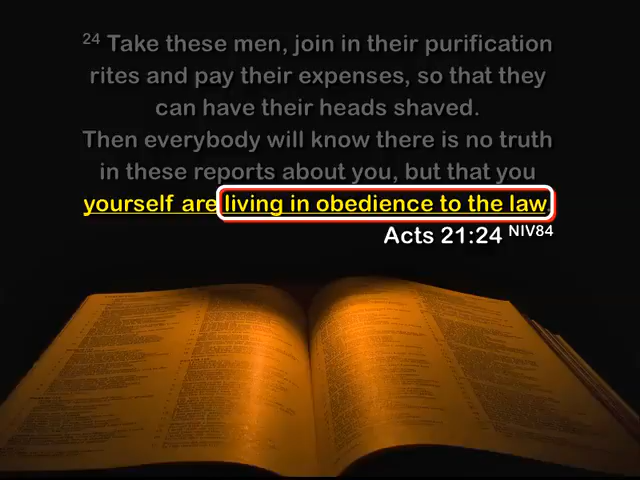 24 Take these men, join in their purification
rites and pay their expenses, so that they
can have their heads shaved.
Then everybody will know there is no truth
in these reports about you, but that you
yourself are living in obedience to the law.
Acts 21:24 NIV84